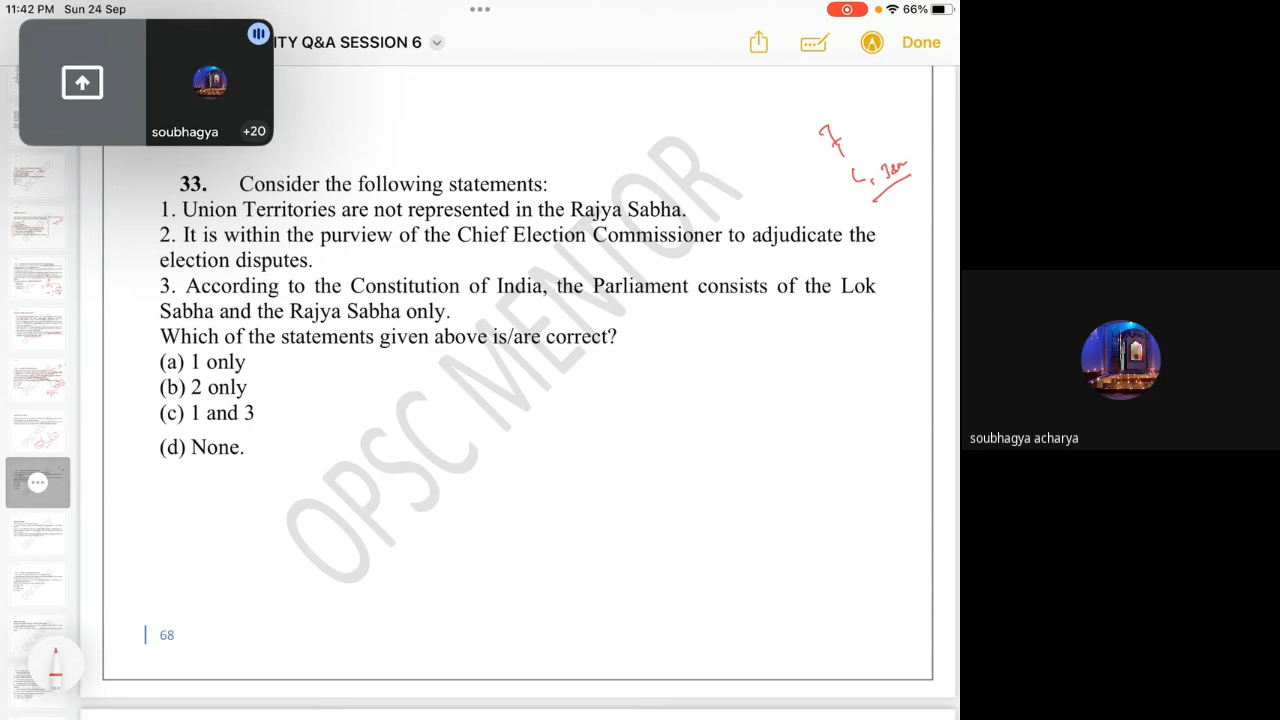 11:42 PM Sun 24 Sep
66%
ITY Q&A SESSION 6
Done
soubhagya +20
33. Consider the following statements:
1. Union Territories are not represented in the Rajya Sabha.
2. It is within the purview of the Chief Election Commissioner to adjudicate the
election disputes.
3. According to the Constitution of India, the Parliament consists of the Lok
Sabha and the Rajya Sabha only.
Which of the statements given above is/are correct?
(a) 1 only
(b) 2 only
(c) 1 and 3
(d) None.
OPSC MENTOR
68
soubhagya acharya